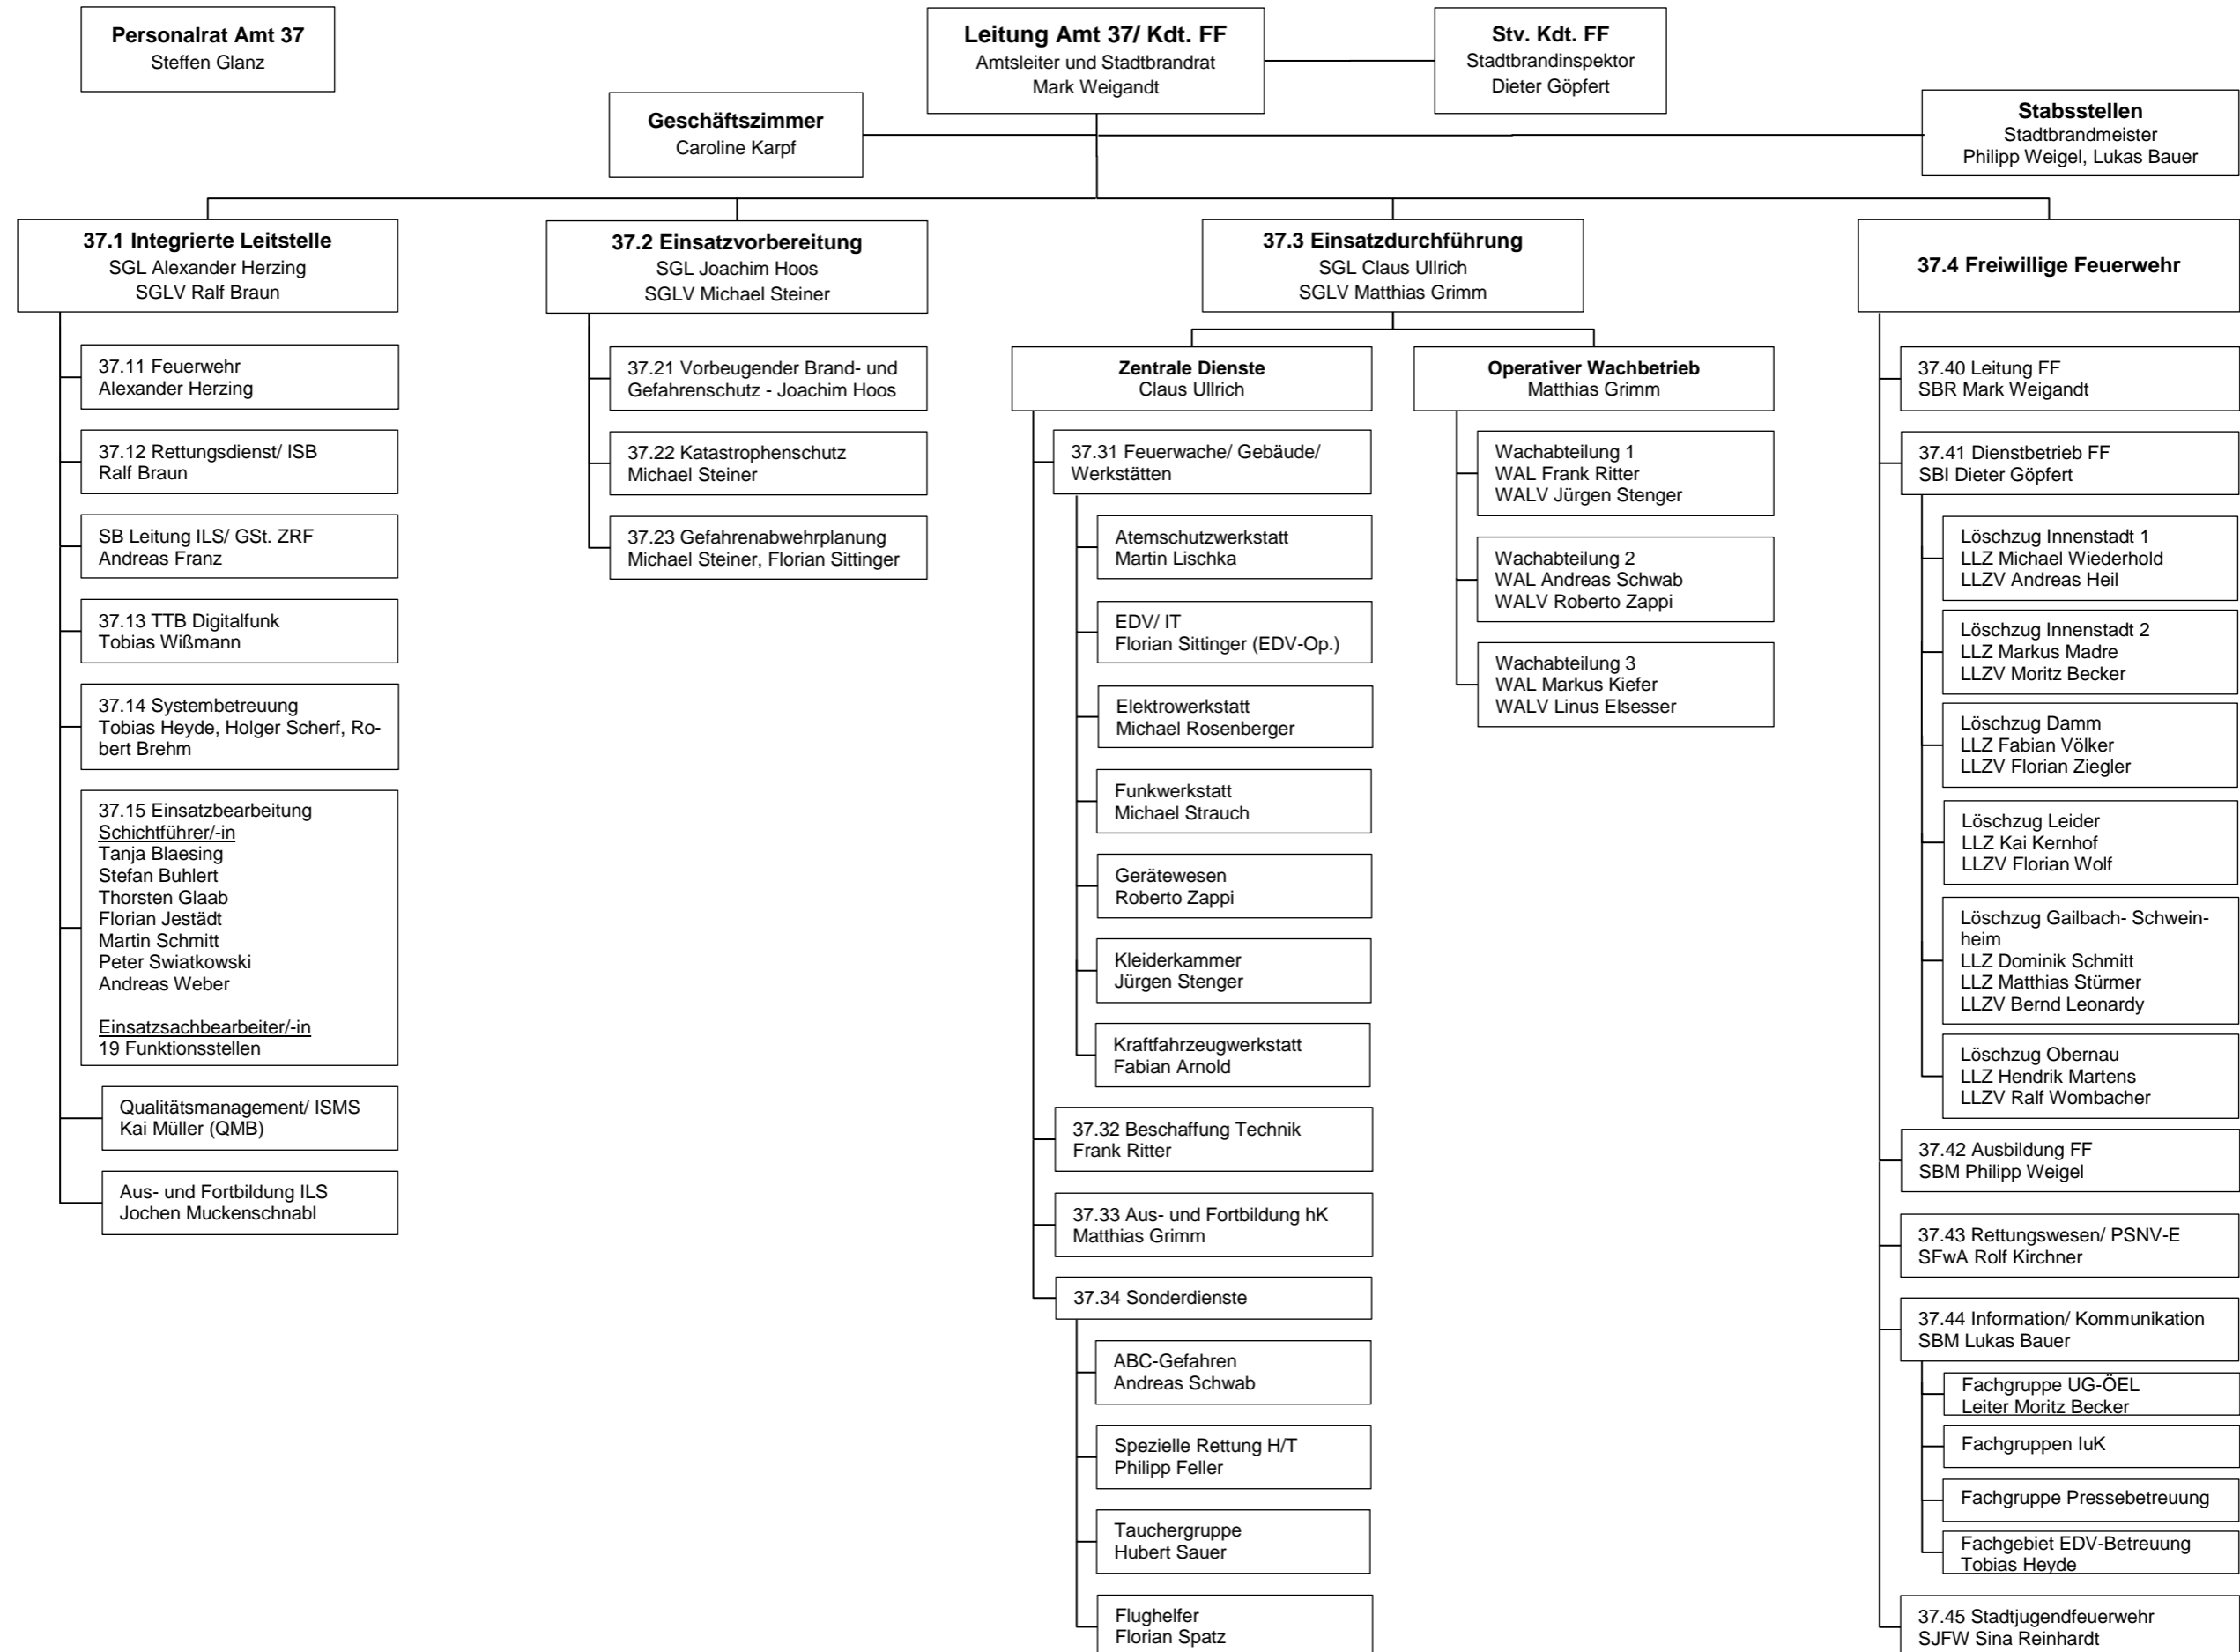 Personalrat Amt 37
Steffen Glanz
Leitung Amt 37/ Kdt. FF
Amtsleiter und Stadtbrandrat
Mark Weigandt
Stv. Kdt. FF
Stadtbrandinspektor
Dieter Göpfert
Geschäftszimmer
Caroline Karpf
Stabsstellen
Stadtbrandmeister
Philipp Weigel, Lukas Bauer
37.1 Integrierte Leitstelle
SGL Alexander Herzing
SGLV Ralf Braun
37.11 Feuerwehr
Alexander Herzing
37.12 Rettungsdienst/ ISB
Ralf Braun
SB Leitung ILS/ GSt. ZRF
Andreas Franz
37.13 TTB Digitalfunk
Tobias Wißmann
37.14 Systembetreuung
Tobias Heyde, Holger Scherf, Ro-
bert Brehm
37.15 Einsatzbearbeitung
Schichtführer/-in
Tanja Blaesing
Stefan Buhlert
Thorsten Glaab
Florian Jestädt
Martin Schmitt
Peter Swiatkowski
Andreas Weber
Einsatzsachbearbeiter/-in
19 Funktionsstellen
Qualitätsmanagement/ ISMS
Kai Müller (QMB)
Aus- und Fortbildung ILS
Jochen Muckenschnabl
37.2 Einsatzvorbereitung
SGL Joachim Hoos
SGLV Michael Steiner
37.21 Vorbeugender Brand- und
Gefahrenschutz - Joachim Hoos
37.22 Katastrophenschutz
Michael Steiner
37.23 Gefahrenabwehrplanung
Michael Steiner, Florian Sittinger
37.3 Einsatzdurchführung
SGL Claus Ullrich
SGLV Matthias Grimm
Zentrale Dienste
Claus Ullrich
37.31 Feuerwache/ Gebäude/
Werkstätten
Atemschutzwerkstatt
Martin Lischka
EDV/ IT
Florian Sittinger (EDV-Op.)
Elektrowerkstatt
Michael Rosenberger
Funkwerkstatt
Michael Strauch
Gerätewesen
Roberto Zappi
Kleiderkammer
Jürgen Stenger
Kraftfahrzeugwerkstatt
Fabian Arnold
37.32 Beschaffung Technik
Frank Ritter
37.33 Aus- und Fortbildung hK
Matthias Grimm
37.34 Sonderdienste
ABC-Gefahren
Andreas Schwab
Spezielle Rettung H/T
Philipp Feller
Tauchergruppe
Hubert Sauer
Flughelfer
Florian Spatz
Operativer Wachbetrieb
Matthias Grimm
Wachabteilung 1
WAL Frank Ritter
WALV Jürgen Stenger
Wachabteilung 2
WAL Andreas Schwab
WALV Roberto Zappi
Wachabteilung 3
WAL Markus Kiefer
WALV Linus Elsesser
37.4 Freiwillige Feuerwehr
37.40 Leitung FF
SBR Mark Weigandt
37.41 Dienstbetrieb FF
SBI Dieter Göpfert
Löschzug Innenstadt 1
LLZ Michael Wiederhold
LLZV Andreas Heil
Löschzug Innenstadt 2
LLZ Markus Madre
LLZV Moritz Becker
Löschzug Damm
LLZ Fabian Völker
LLZV Florian Ziegler
Löschzug Leider
LLZ Kai Kernhof
LLZV Florian Wolf
Löschzug Gailbach- Schwein-
heim
LLZ Dominik Schmitt
LLZ Matthias Stürmer
LLZV Bernd Leonardy
Löschzug Obernau
LLZ Hendrik Martens
LLZV Ralf Wombacher
37.42 Ausbildung FF
SBM Philipp Weigel
37.43 Rettungswesen/ PSNV-E
SFwA Rolf Kirchner
37.44 Information/ Kommunikation
SBM Lukas Bauer
Fachgruppe UG-ÖEL
Leiter Moritz Becker
Fachgruppen IuK
Fachgruppe Pressebetreuung
Fachgebiet EDV-Betreuung
Tobias Heyde
37.45 Stadtjugendfeuerwehr
SJFW Sina Reinhardt